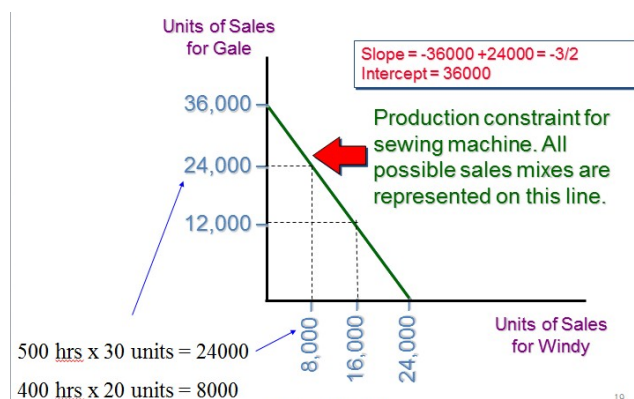 Units of Sales
for Gale
Slope = -36000 +24000 = -3/2
Intercept = 36000
36,000
24,000
12,000
Production constraint for
sewing machine. All
possible sales mixes are
represented on this line.
8,000
16,000
24,000
Units of Sales
for Windy
500 hrs x 30 units = 24000
400 hrs x 20 units = 8000
19